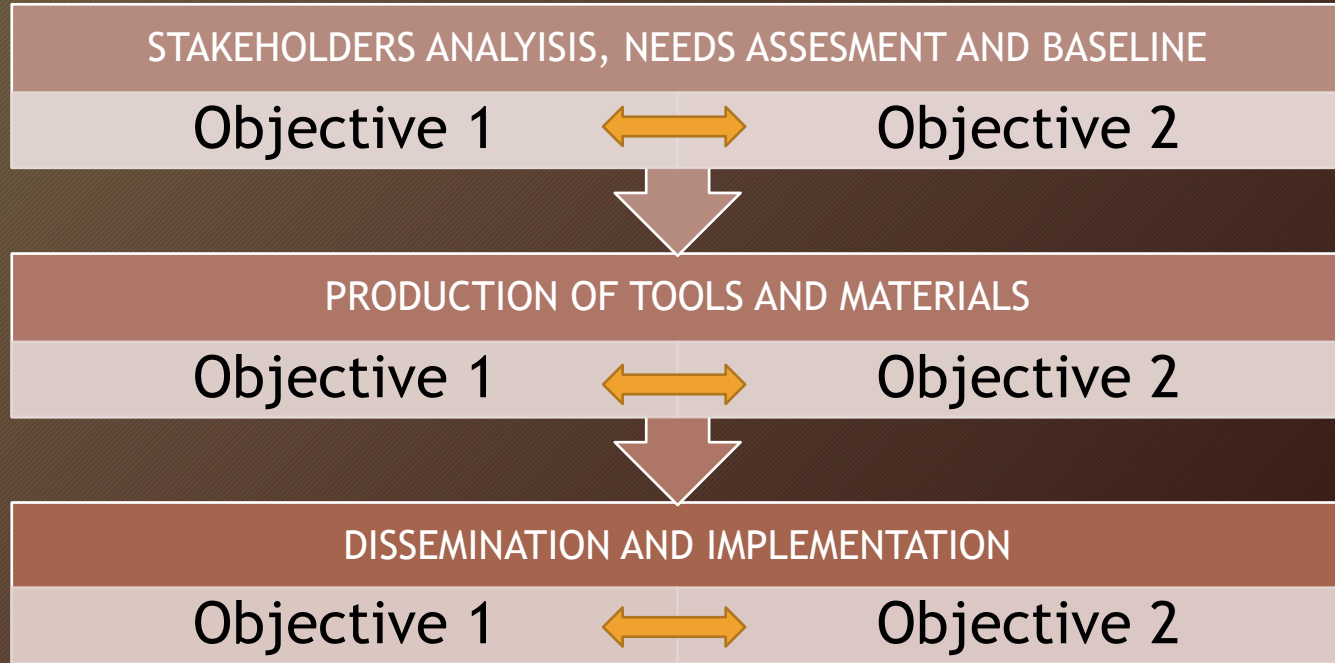 STAKEHOLDERS ANALYISIS, NEEDS ASSESMENT AND BASELINE
Objective 1 Objective 2
PRODUCTION OF TOOLS AND MATERIALS
Objective 1 Objective 2
DISSEMINATION AND IMPLEMENTATION
Objective 1 Objective 2